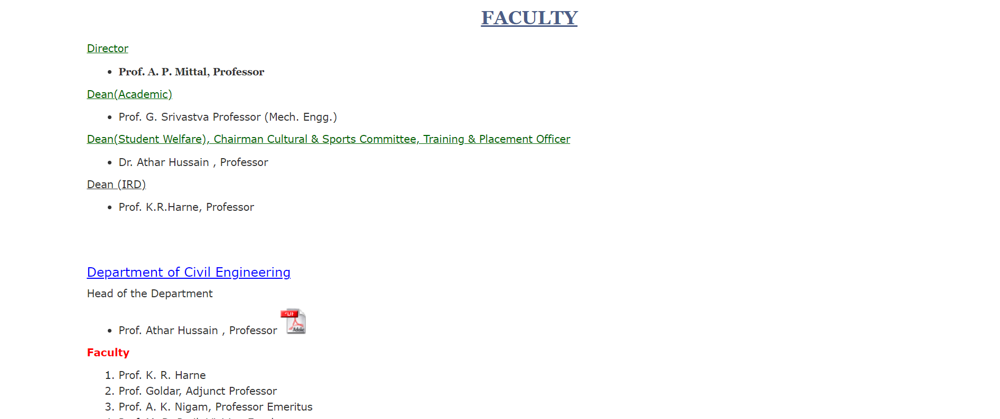 FACULTY
Director
• Prof. A. P. Mittal, Professor
Dean(Academic)
• Prof. G. Srivastva Professor (Mech. Engg.)
Dean(Student Welfare), Chairman Cultural & Sports Committee, Training & Placement Officer
• Dr. Athar Hussain , Professor
Dean (IRD)
• Prof. K.R.Harne, Professor
Department of Civil Engineering
Head of the Department
• Prof. Athar Hussain , Professor
Adobe
Faculty
1. Prof. K. R. Harne
2. Prof. Goldar, Adjunct Professor
3. Prof. A. K. Nigam, Professor Emeritus